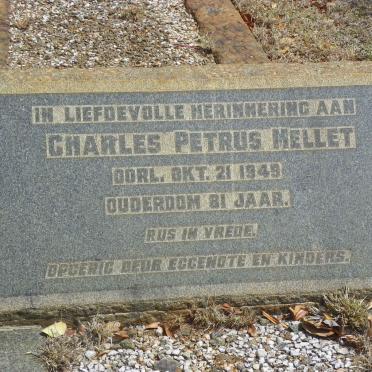 IN LIEFDEVOLLE HERINNERING AAN
CHARLES PETRUS MELLET
OORL. OKT. 21 1949
OUDERDOM 81 JAAR.
RUS IN VREDE.
OPGERIG DEUR EGGENOTE EN KINDERS.